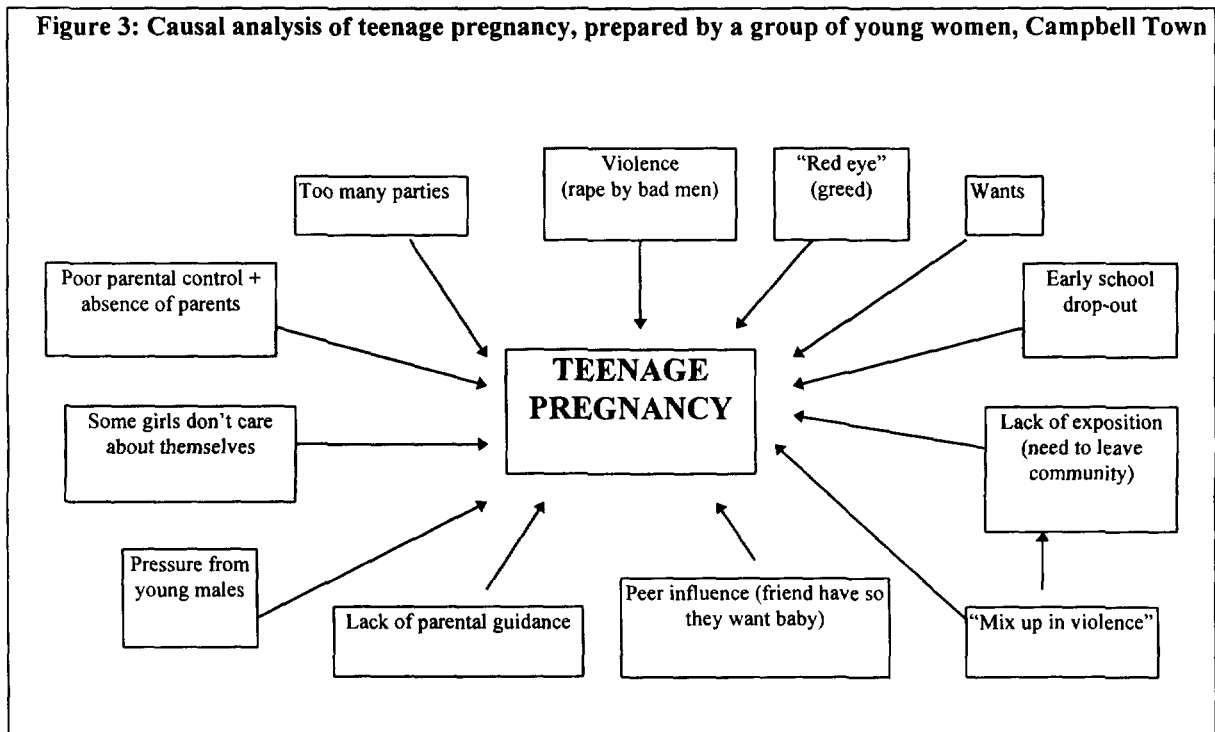 Figure 3: Causal analysis of teenage pregnancy, prepared by a group of young women, Campbell Town
Violence
(rape by bad men)
"Red eye"
(greed)
Too many parties
Wants
Poor parental control +
absence of parents
Early school
drop-out
TEENAGE
PREGNANCY
Some girls don't care
about themselves
Lack of exposition
(need to leave
community)
Pressure from
young males
Lack of parental guidance
Peer influence (friend have so
they want baby)
"Mix up in violence"